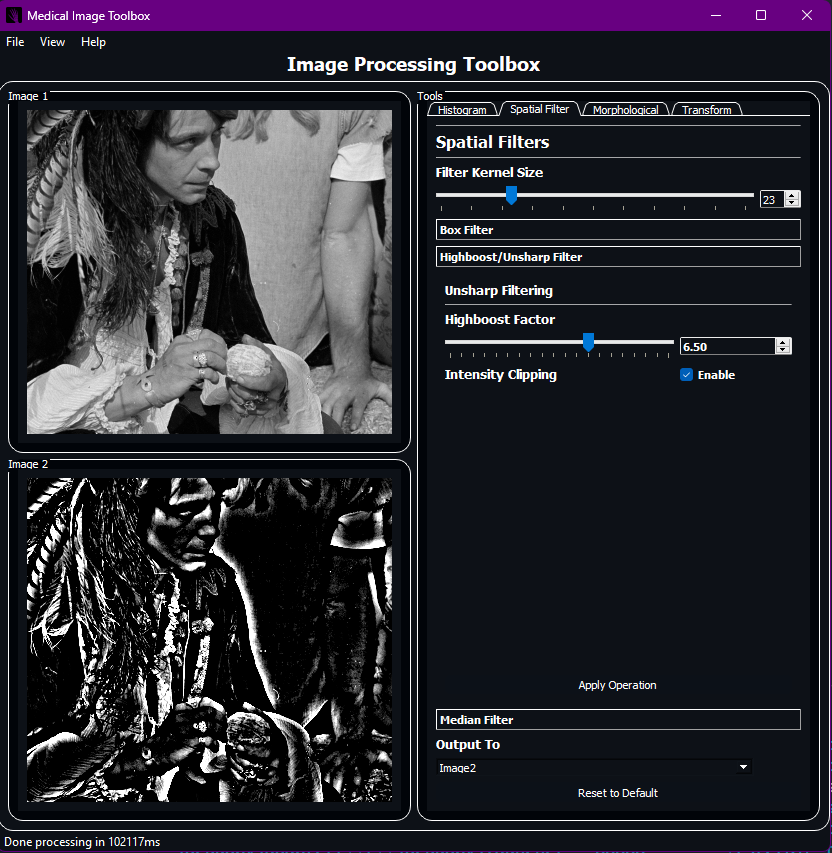 Medical Image Toolbox
File View Help
Image Processing Toolbox
Image 1
Tools
Histogram Spatial Filter Morphological Transform
Spatial Filters
Filter Kernel Size
23
Box Filter
Highboost/Unsharp Filter
Unsharp Filtering
Highboost Factor
6.50
Intensity Clipping Enable
Image 2
Apply Operation
Median Filter
Output To
Image2
Reset to Default
Done processing in 102117ms